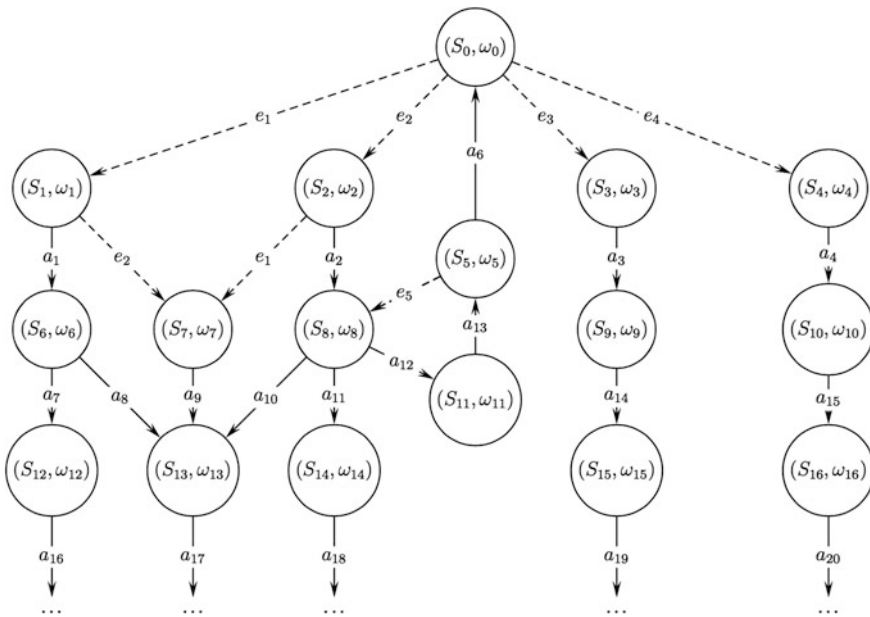 (S₀, ω₀)
e₁ e₂ e₃ e₄
a₆
(S₁, ω₁) (S₂, ω₂) (S₃, ω₃) (S₄, ω₄)
a₁ e₂ e₁ a₂ (S₅, ω₅) a₃ a₄
e₅
(S₆, ω₆) (S₇, ω₇) (S₈, ω₈) a₁₃ (S₉, ω₉) (S₁₀, ω₁₀)
a₁₂
a₇ a₈ a₉ a₁₀ a₁₁ (S₁₁, ω₁₁) a₁₄ a₁₅
(S₁₂, ω₁₂) (S₁₃, ω₁₃) (S₁₄, ω₁₄) (S₁₅, ω₁₅) (S₁₆, ω₁₆)
a₁₆ a₁₇ a₁₈ a₁₉ a₂₀
... ... ... ... ...